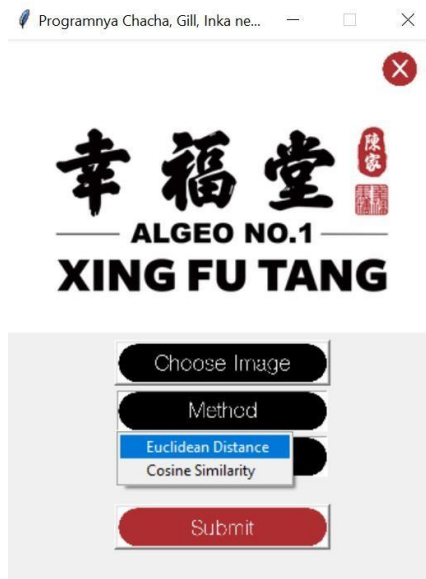 Programnya Chacha, Gill, Inka ne...
幸福堂
陳家
ALGEO NO.1
XING FU TANG
Choose Image
Method
Euclidean Distance
Cosine Similarity
Submit